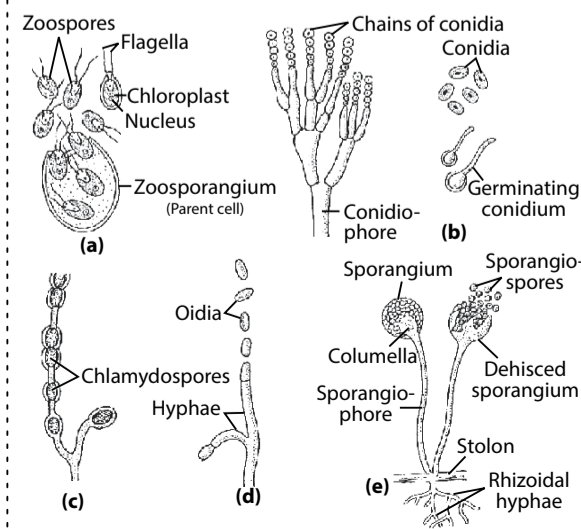 Zoospores
Flagella
Chloroplast
Nucleus
Zoosporangium
(Parent cell)
(a)
Chains of conidia
Conidia
Germinating
conidium
Conidio-
phore
(b)
Chlamydospores
(c)
Oidia
Hyphae
(d)
Sporangium
Sporangio-
spores
Columella
Dehisced
sporangium
Sporangio-
phore
Stolon
(e)
Rhizoidal
hyphae